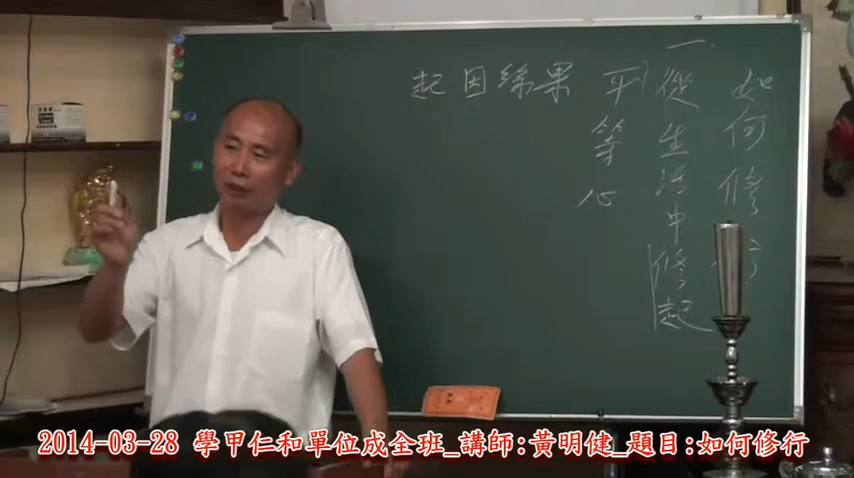 如何修行
一、從生活中修起
平等心
起因緣果
2014-03-28 學甲仁和單位成全班_講師:黃明健_題目:如何修行